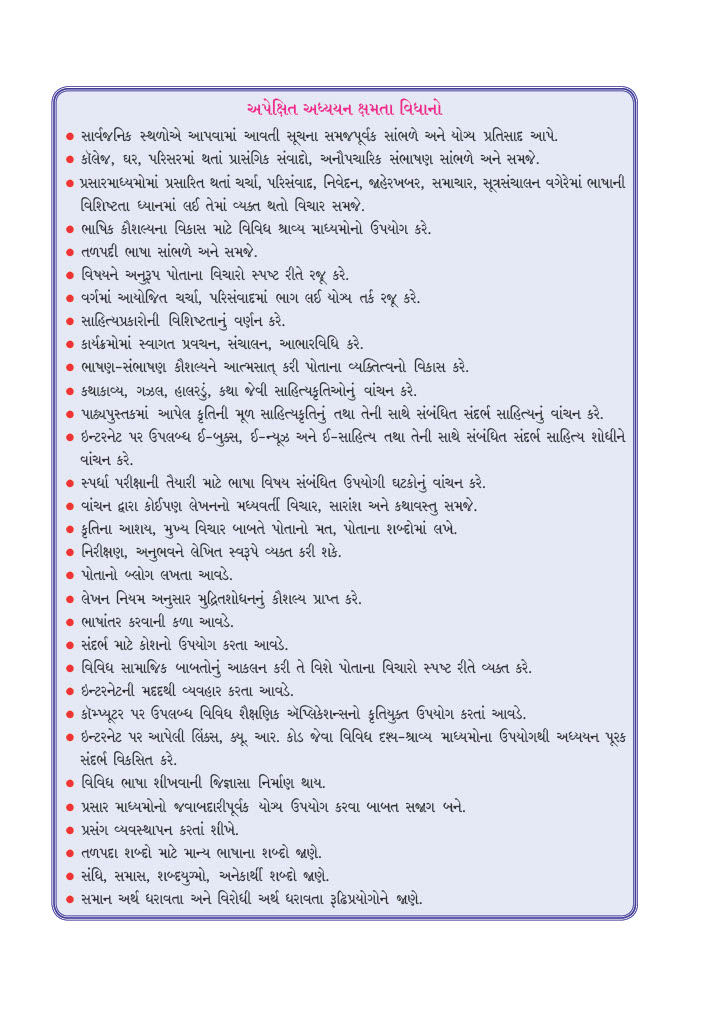 અપેક્ષિત અધ્યયન ક્ષમતા વિધાનો
● સાર્વજનિક સ્થળોએ આપવામાં આવતી સૂચના સમજપૂર્વક સાંભળે અને યોગ્ય પ્રતિસાદ આપે.
● કૉલેજ, ઘર, પરિસરમાં થતાં પ્રાસંગિક સંવાદો, અનૌપચારિક સંભાષણ સાંભળે અને સમજે.
● પ્રસારમાધ્યમોમાં પ્રસારિત થતાં ચર્ચા, પરિસંવાદ, નિવેદન, જાહેરખબર, સમાચાર, સૂત્રસંચાલન વગેરેમાં ભાષાની
વિશિષ્ટતા ધ્યાનમાં લઈ તેમાં વ્યક્ત થતો વિચાર સમજે.
● ભાષિક કૌશલ્યના વિકાસ માટે વિવિધ શ્રાવ્ય માધ્યમોનો ઉપયોગ કરે.
● તળપદી ભાષા સાંભળે અને સમજે.
● વિષયને અનુરૂપ પોતાના વિચારો સ્પષ્ટ રીતે રજૂ કરે.
● વર્ગમાં આયોજિત ચર્ચા, પરિસંવાદમાં ભાગ લઈ યોગ્ય તર્ક રજૂ કરે.
● સાહિત્યપ્રકારોની વિશિષ્ટતાનું વર્ણન કરે.
● કાર્યક્રમોમાં સ્વાગત પ્રવચન, સંચાલન, આભારવિધિ કરે.
● ભાષણ-સંભાષણ કૌશલ્યને આત્મસાત્ કરી પોતાના વ્યક્તિત્વનો વિકાસ કરે.
● કથાકાવ્ય, ગઝલ, હાલરડું, કથા જેવી સાહિત્યકૃતિઓનું વાંચન કરે.
● પાઠ્યપુસ્તકમાં આપેલ કૃતિની મૂળ સાહિત્યકૃતિનું તથા તેની સાથે સંબંધિત સંદર્ભ સાહિત્યનું વાંચન કરે.
● ઇન્ટરનેટ પર ઉપલબ્ધ ઈ-બુક્સ, ઈ-ન્યૂઝ અને ઈ-સાહિત્ય તથા તેની સાથે સંબંધિત સંદર્ભ સાહિત્ય શોધીને
વાંચન કરે.
● સ્પર્ધા પરીક્ષાની તૈયારી માટે ભાષા વિષય સંબંધિત ઉપયોગી ઘટકોનું વાંચન કરે.
● વાંચન દ્વારા કોઈપણ લેખનનો મધ્યવર્તી વિચાર, સારાંશ અને કથાવસ્તુ સમજે.
● કૃતિના આશય, મુખ્ય વિચાર બાબતે પોતાનો મત, પોતાના શબ્દોમાં લખે.
● નિરીક્ષણ, અનુભવને લેખિત સ્વરૂપે વ્યક્ત કરી શકે.
● પોતાનો બ્લોગ લખતા આવડે.
● લેખન નિયમ અનુસાર મુદ્રિતશોધનનું કૌશલ્ય પ્રાપ્ત કરે.
● ભાષાંતર કરવાની કળા આવડે.
● સંદર્ભ માટે કોશનો ઉપયોગ કરતા આવડે.
● વિવિધ સામાજિક બાબતોનું આકલન કરી તે વિશે પોતાના વિચારો સ્પષ્ટ રીતે વ્યક્ત કરે.
● ઇન્ટરનેટની મદદથી વ્યવહાર કરતા આવડે.
● કૉમ્પ્યૂટર પર ઉપલબ્ધ વિવિધ શૈક્ષણિક ઍપ્લિકેશન્સનો કૃતિયુક્ત ઉપયોગ કરતાં આવડે.
● ઇન્ટરનેટ પર આપેલી લિંક્સ, ક્યૂ. આર. કોડ જેવા વિવિધ દૃશ્ય-શ્રાવ્ય માધ્યમોના ઉપયોગથી અધ્યયન પૂરક
સંદર્ભ વિકસિત કરે.
● વિવિધ ભાષા શીખવાની જિજ્ઞાસા નિર્માણ થાય.
● પ્રસાર માધ્યમોનો જવાબદારીપૂર્વક યોગ્ય ઉપયોગ કરવા બાબત સજાગ બને.
● પ્રસંગ વ્યવસ્થાપન કરતાં શીખે.
● તળપદા શબ્દો માટે માન્ય ભાષાના શબ્દો જાણે.
● સંધિ, સમાસ, શબ્દયુગ્મો, અનેકાર્થી શબ્દો જાણે.
● સમાન અર્થ ધરાવતા અને વિરોધી અર્થ ધરાવતા રૂઢિપ્રયોગોને જાણે.